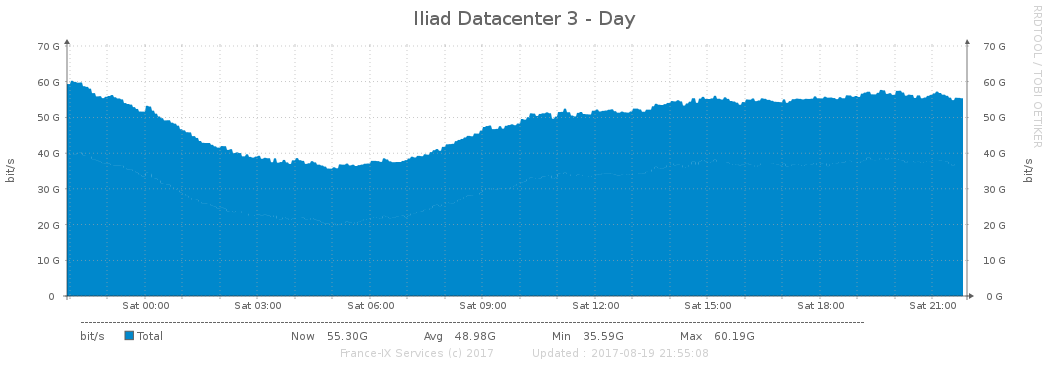 Iliad Datacenter 3 - Day
RRDTOOL / TOBI OETIKER
70 G 70 G
60 G 60 G
50 G 50 G
40 G 40 G
30 G 30 G
20 G 20 G
10 G 10 G
0 0 G
bit/s bit/s
Sat 00:00 Sat 03:00 Sat 06:00 Sat 09:00 Sat 12:00 Sat 15:00 Sat 18:00 Sat 21:00
bit/s Total Now 55.30G Avg 48.98G Min 35.59G Max 60.19G
France-IX Services (c) 2017 Updated : 2017-08-19 21:55:08